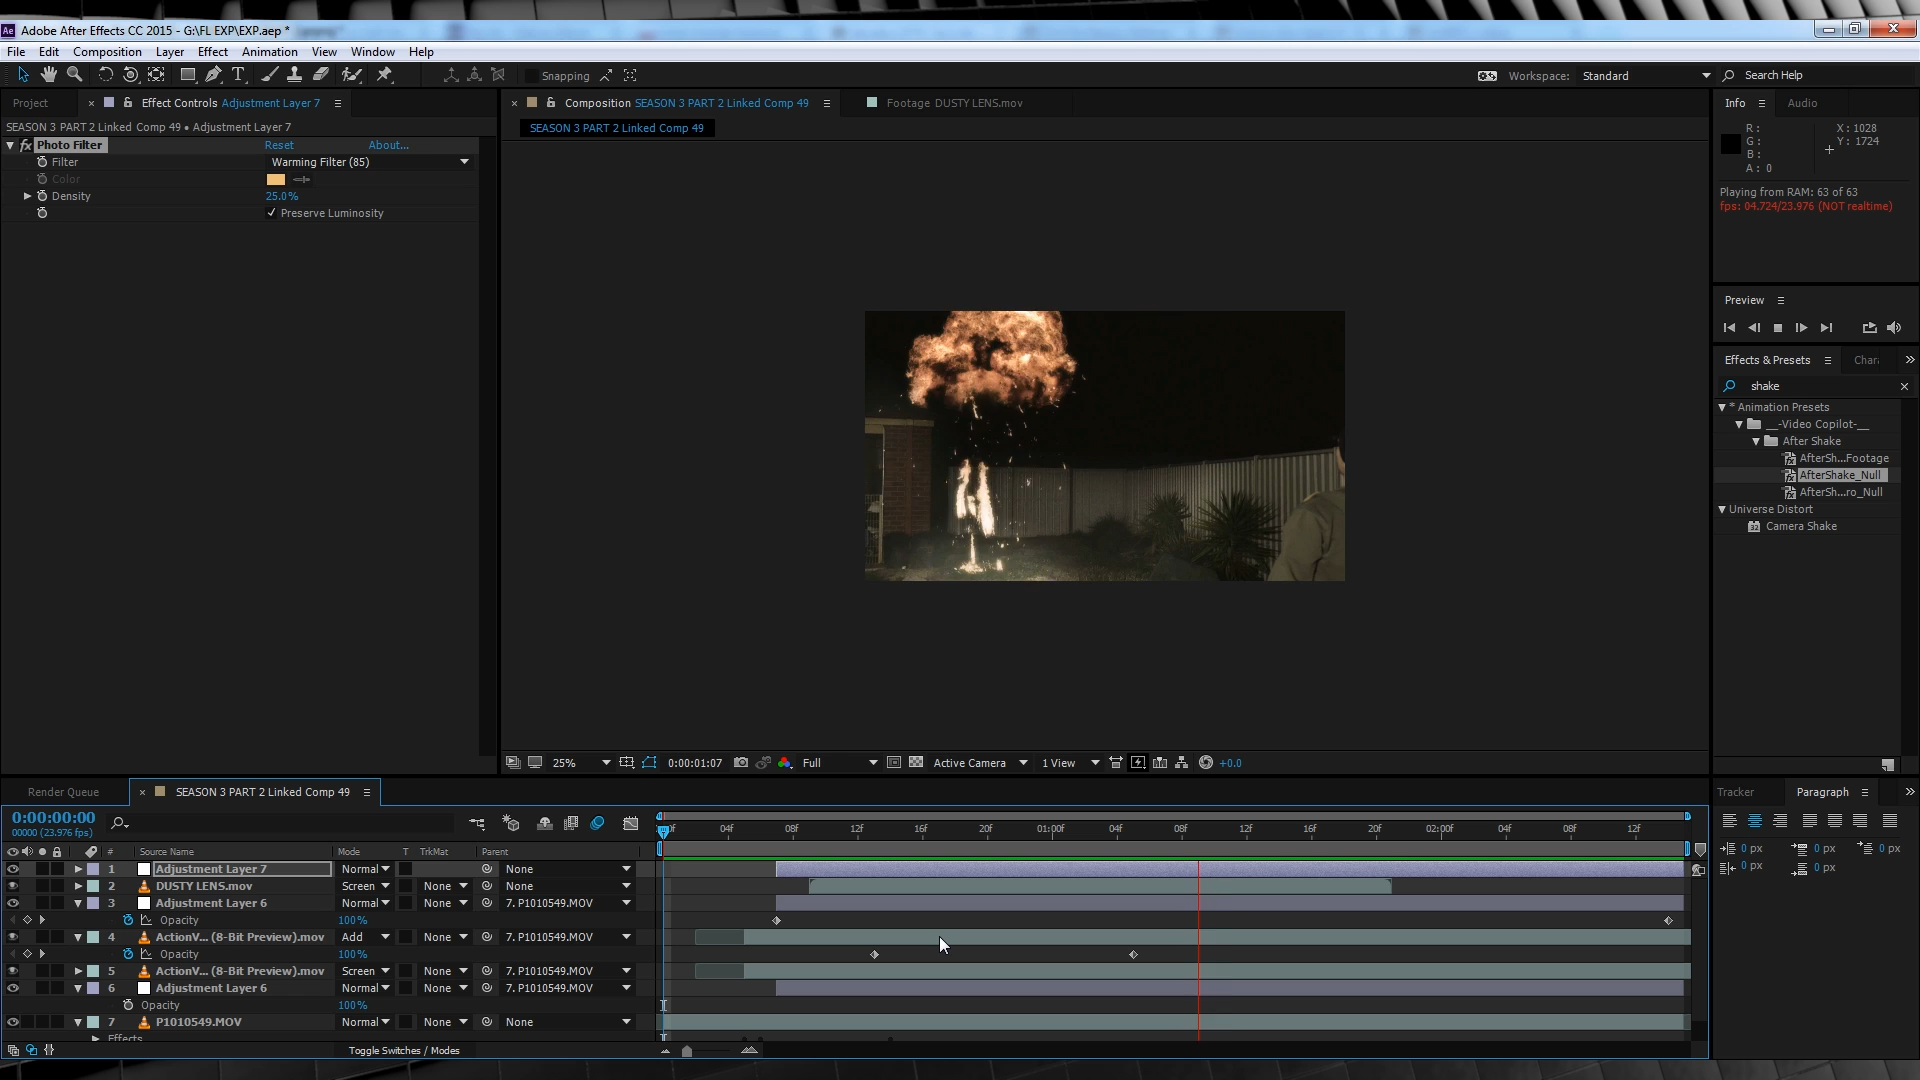 Ae Adobe After Effects CC 2015 - G:\FL EXP\EXP.aep *
File Edit Composition Layer Effect Animation View Window Help
Snapping
Workspace: Standard
Search Help
Project
Effect Controls Adjustment Layer 7
SEASON 3 PART 2 Linked Comp 49 • Adjustment Layer 7
fx Photo Filter Reset About...
Filter Warming Filter (85)
Color
Density 25.0%
Preserve Luminosity
Composition SEASON 3 PART 2 Linked Comp 49
Footage DUSTY LENS.mov
SEASON 3 PART 2 Linked Comp 49
25% 0:00:01:07 Full Active Camera 1 View +0.0
Info Audio
R: X: 1028
G: Y: 1724
B:
A: 0
Playing from RAM: 63 of 63
fps: 04.724/23.976 (NOT realtime)
Preview
Effects & Presets Char
shake
* Animation Presets
__-Video Copilot-__
After Shake
AfterSh...Footage
AfterShake_Null
AfterSh...ro_Null
Universe Distort
Camera Shake
Render Queue
SEASON 3 PART 2 Linked Comp 49
0:00:00:00
00000 (23.976 fps)
04f 08f 12f 16f 20f 01:00f 04f 08f 12f 16f 20f 02:00f 04f 08f 12f
# Source Name Mode T TrkMat Parent
1 Adjustment Layer 7 Normal None
2 DUSTY LENS.mov Screen None None
3 Adjustment Layer 6 Normal None 7. P1010549.MOV
Opacity 100%
4 ActionV... (8-Bit Preview).mov Add None 7. P1010549.MOV
Opacity 100%
5 ActionV... (8-Bit Preview).mov Screen None 7. P1010549.MOV
6 Adjustment Layer 6 Normal None 7. P1010549.MOV
Opacity 100%
7 P1010549.MOV Normal None None
Effects
Toggle Switches / Modes
Tracker Paragraph
0 px 0 px 0 px
0 px 0 px